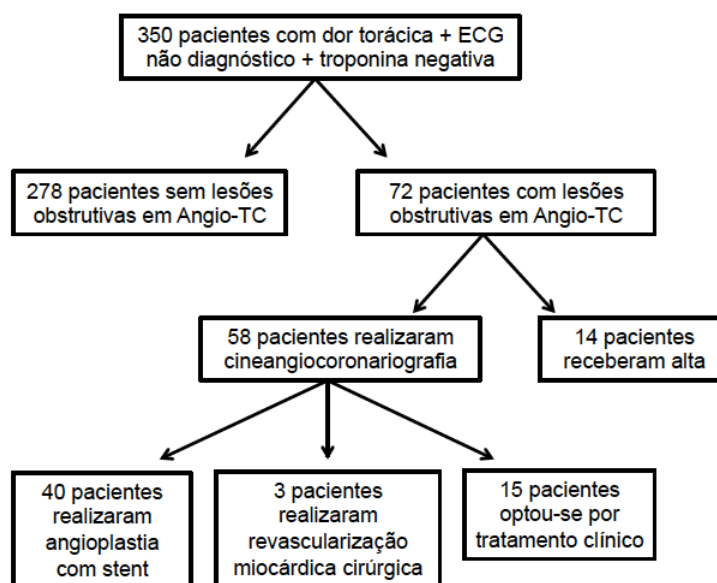 350 pacientes com dor torácica + ECG
não diagnóstico + troponina negativa
278 pacientes sem lesões
obstrutivas em Angio-TC
72 pacientes com lesões
obstrutivas em Angio-TC
58 pacientes realizaram
cineangiocoronariografia
14 pacientes
receberam alta
40 pacientes
realizaram
angioplastia
com stent
3 pacientes
realizaram
revascularização
miocárdica cirúrgica
15 pacientes
optou-se por
tratamento clínico